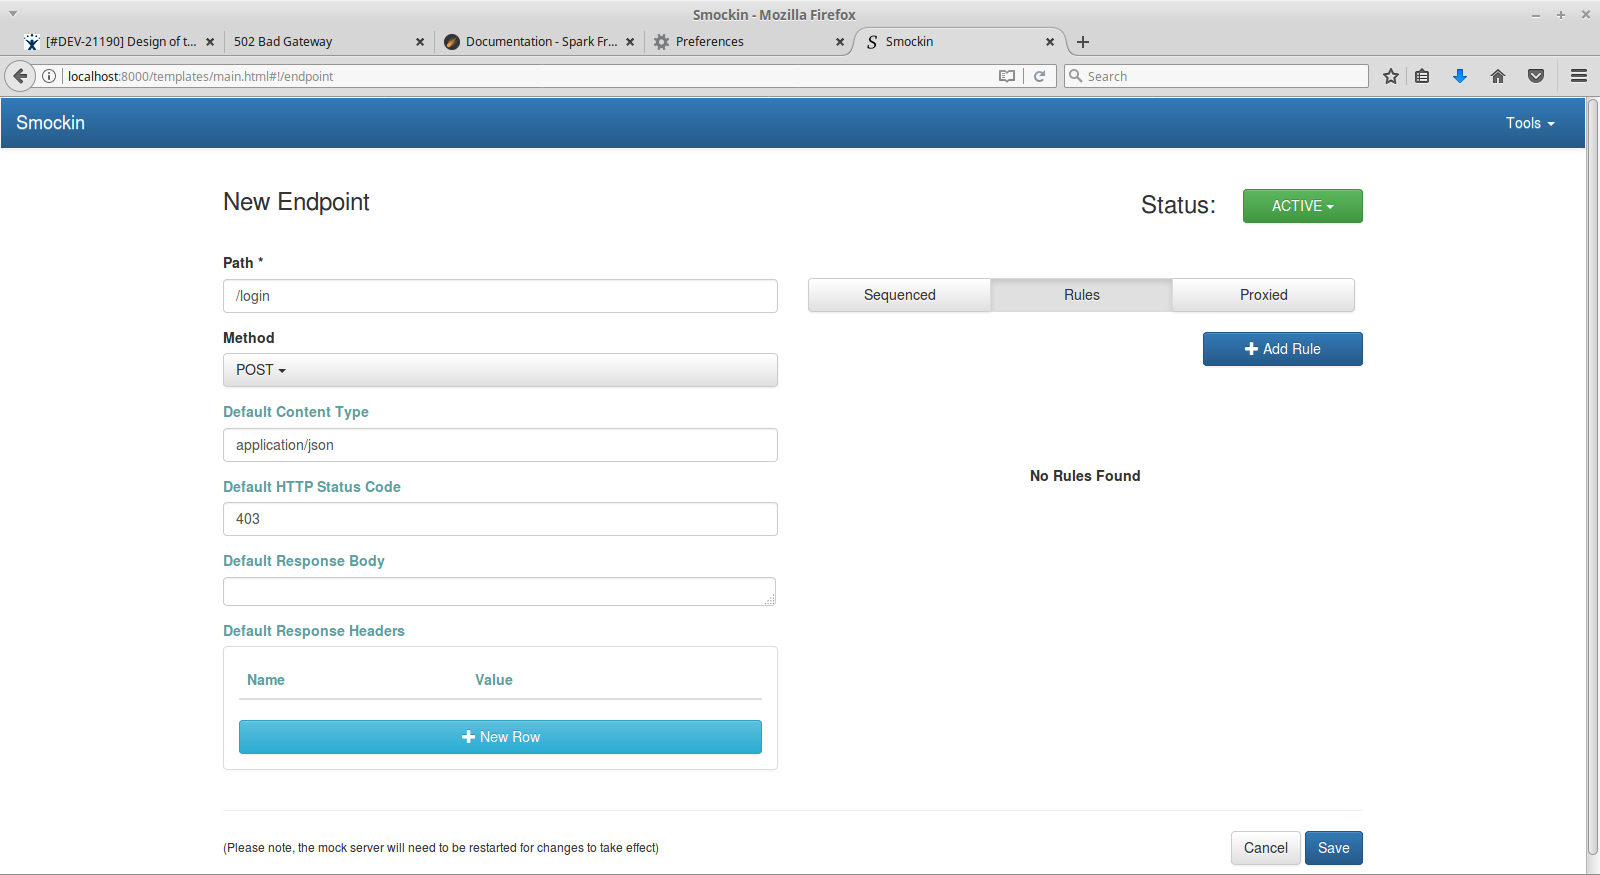 Smockin - Mozilla Firefox
[#DEV-21190] Design of t...
502 Bad Gateway
Documentation - Spark Fr...
Preferences
Smockin
localhost:8000/templates/main.html#!/endpoint
Search
Smockin
Tools
New Endpoint
Status:
ACTIVE
Path *
/login
Sequenced
Rules
Proxied
Method
POST
Add Rule
Default Content Type
application/json
No Rules Found
Default HTTP Status Code
403
Default Response Body
Default Response Headers
Name Value
New Row
(Please note, the mock server will need to be restarted for changes to take effect)
Cancel
Save